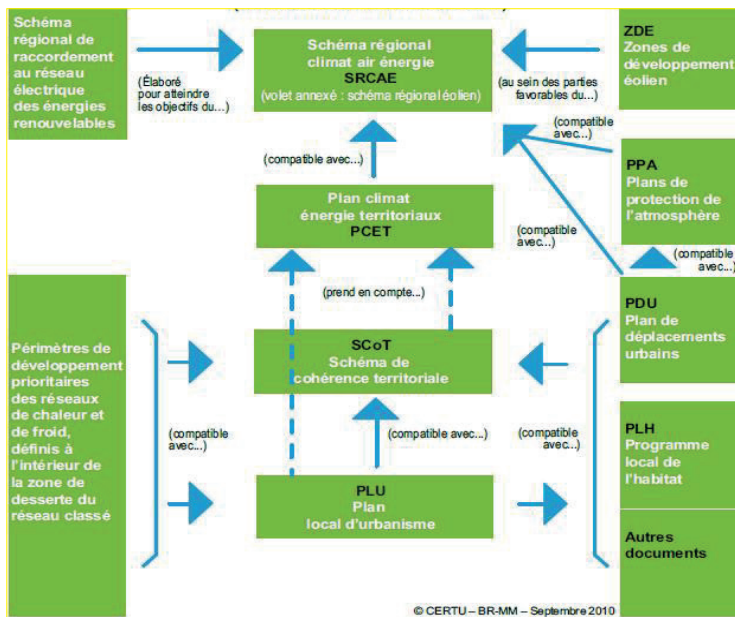 Schéma
régional de
raccordement
au réseau
électrique
des énergies
renouvelables
(Élaboré
pour atteindre
les objectifs du...)
Schéma régional
climat air énergie
SRCAE
(volet annexé : schéma régional éolien)
(au sein des parties
favorables du...)
ZDE
Zones de
développement
éolien
(compatible
avec...)
(compatible avec...)
PPA
Plans de
protection de
l'atmosphère
Plan climat
énergie territoriaux
PCET
(compatible
avec...)
(compatible
avec...)
(prend en compte...)
PDU
Plan de
déplacements
urbains
Périmètres de
développement
prioritaires
des réseaux
de chaleur et
de froid,
définis à
l'intérieur de
la zone de
desserte du
réseau classé
SCoT
Schéma de
cohérence territoriale
(compatible
avec...)
(compatible avec...)
(compatible
avec...)
PLH
Programme
local de
l'habitat
PLU
Plan
local d'urbanisme
Autres
documents
© CERTU – BR-MM – Septembre 2010